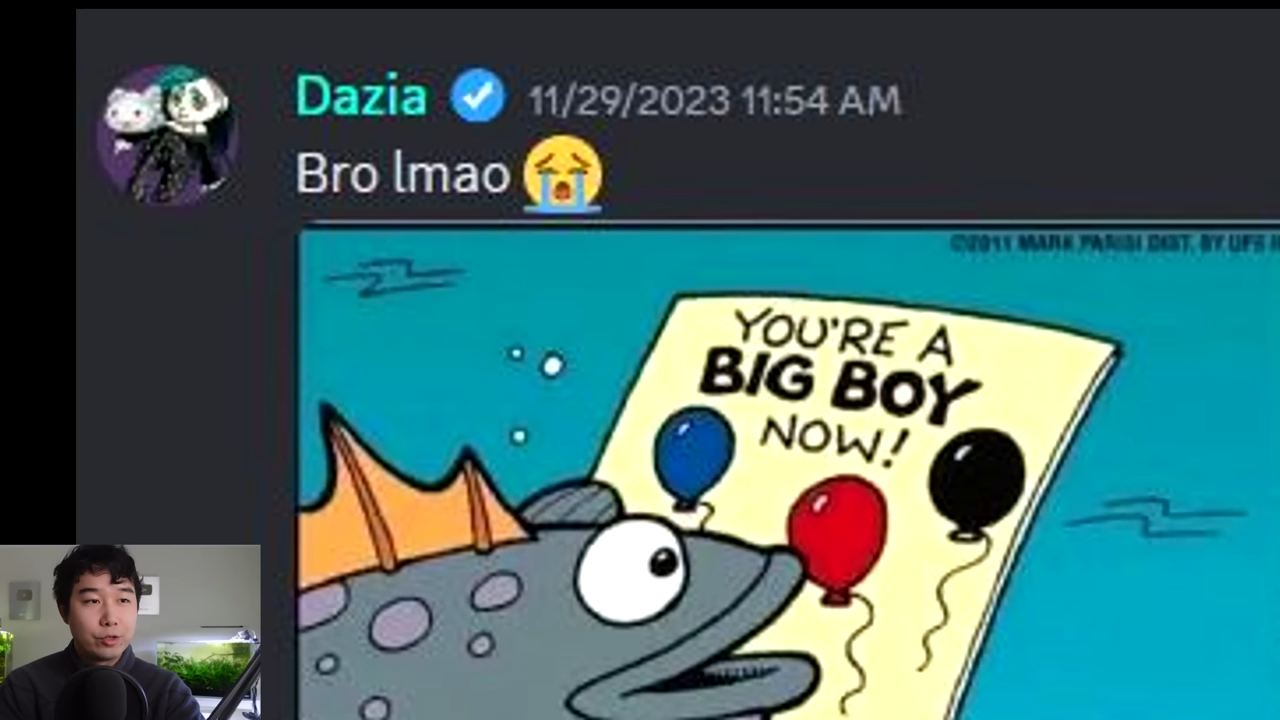 Dazia 11/29/2023 11:54 AM
Bro lmao
©2011 MARK PARISI DIST. BY UFS
YOU'RE A
BIG BOY
NOW!